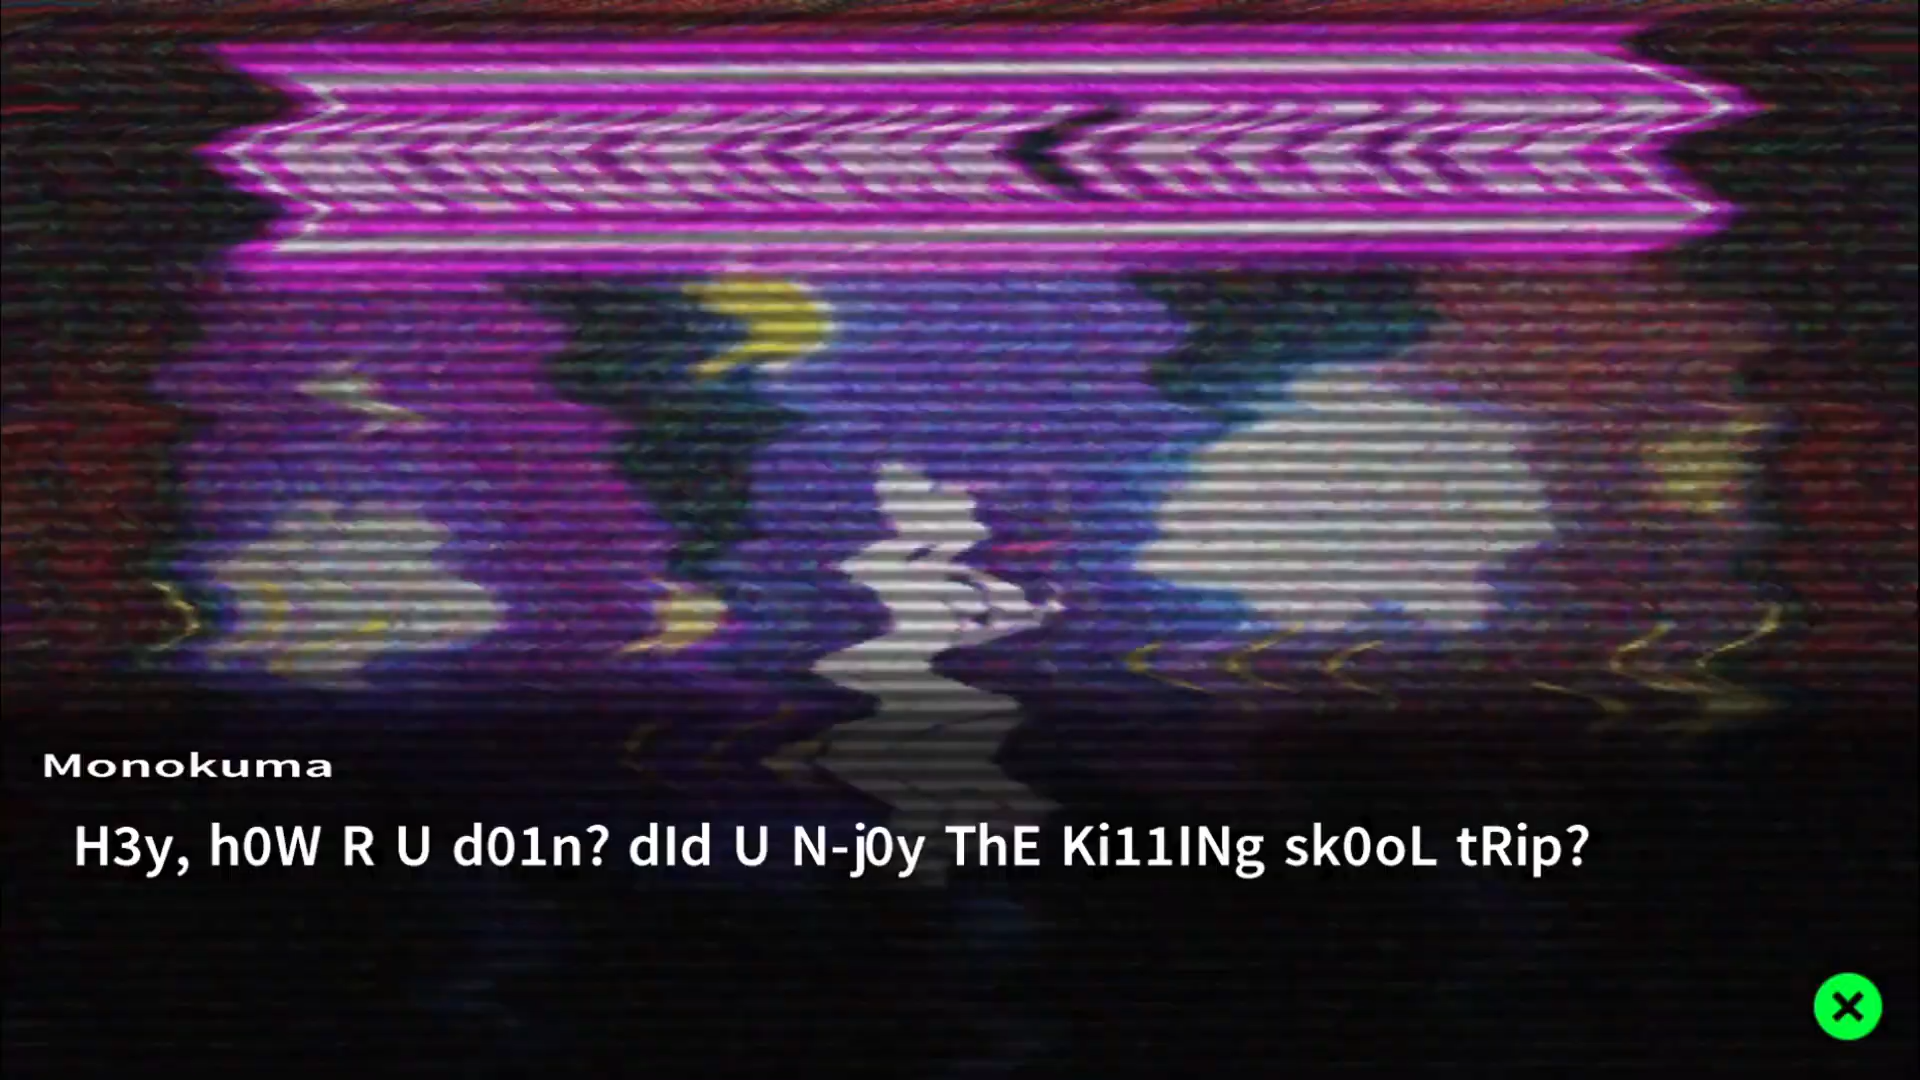 Monokuma
H3y, h0W R U d01n? dId U N-j0y ThE Ki11INg sk0oL tRip?